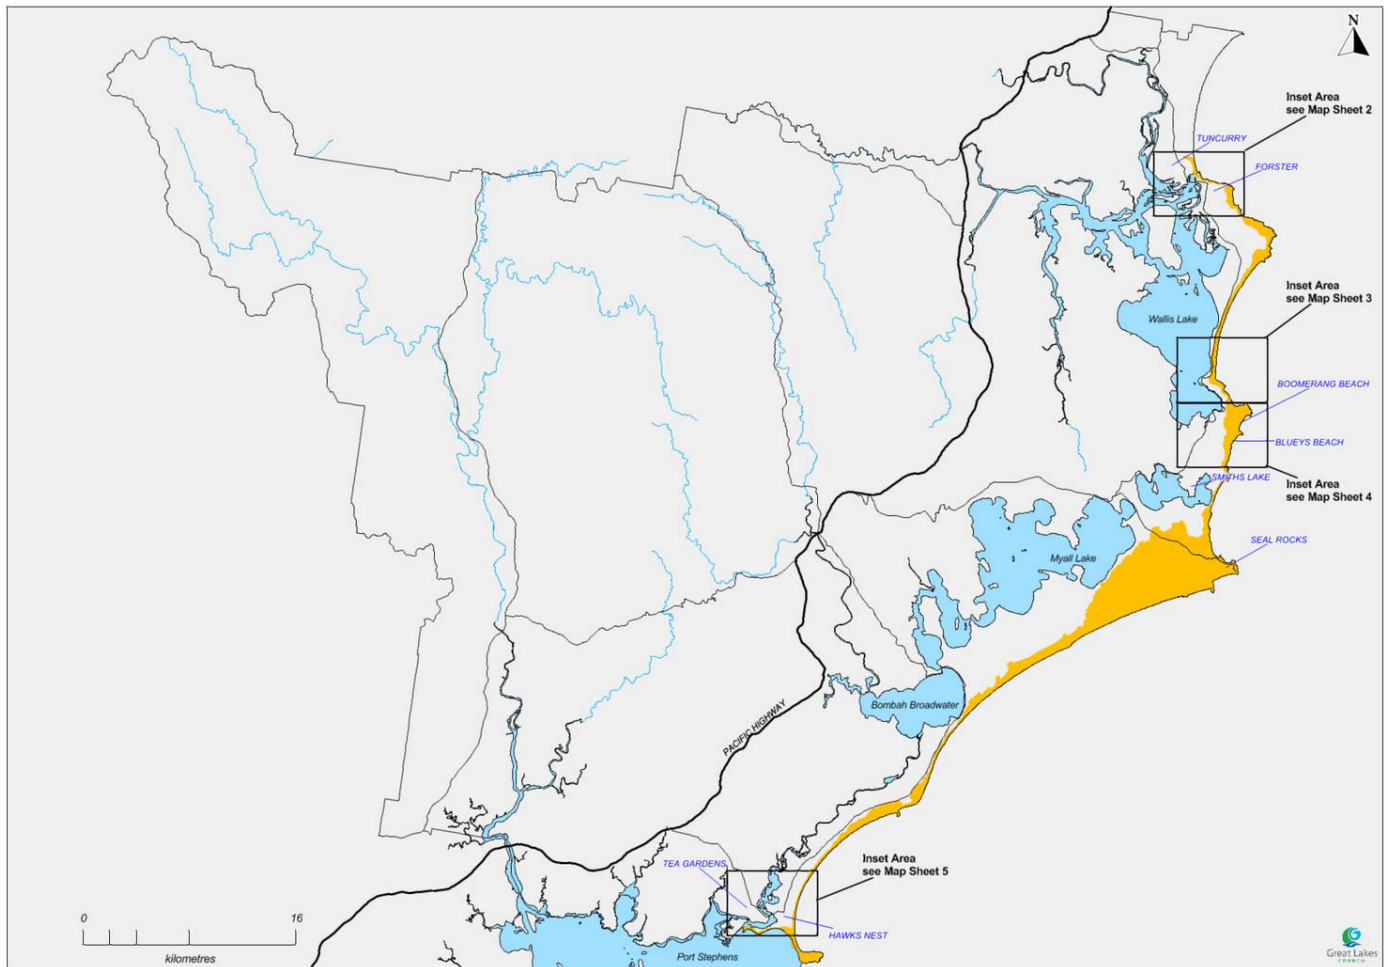 N
Inset Area
see Map Sheet 2
TUNCURRY
FORSTER
Inset Area
see Map Sheet 3
Wallis Lake
BOOMERANG BEACH
BLUEYS BEACH
SMITHS LAKE
Inset Area
see Map Sheet 4
SEAL ROCKS
Myall Lake
Bombah Broadwater
PACIFIC HIGHWAY
Inset Area
see Map Sheet 5
TEA GARDENS
HAWKS NEST
Port Stephens
0 16
kilometres
Great Lakes
COUNCIL